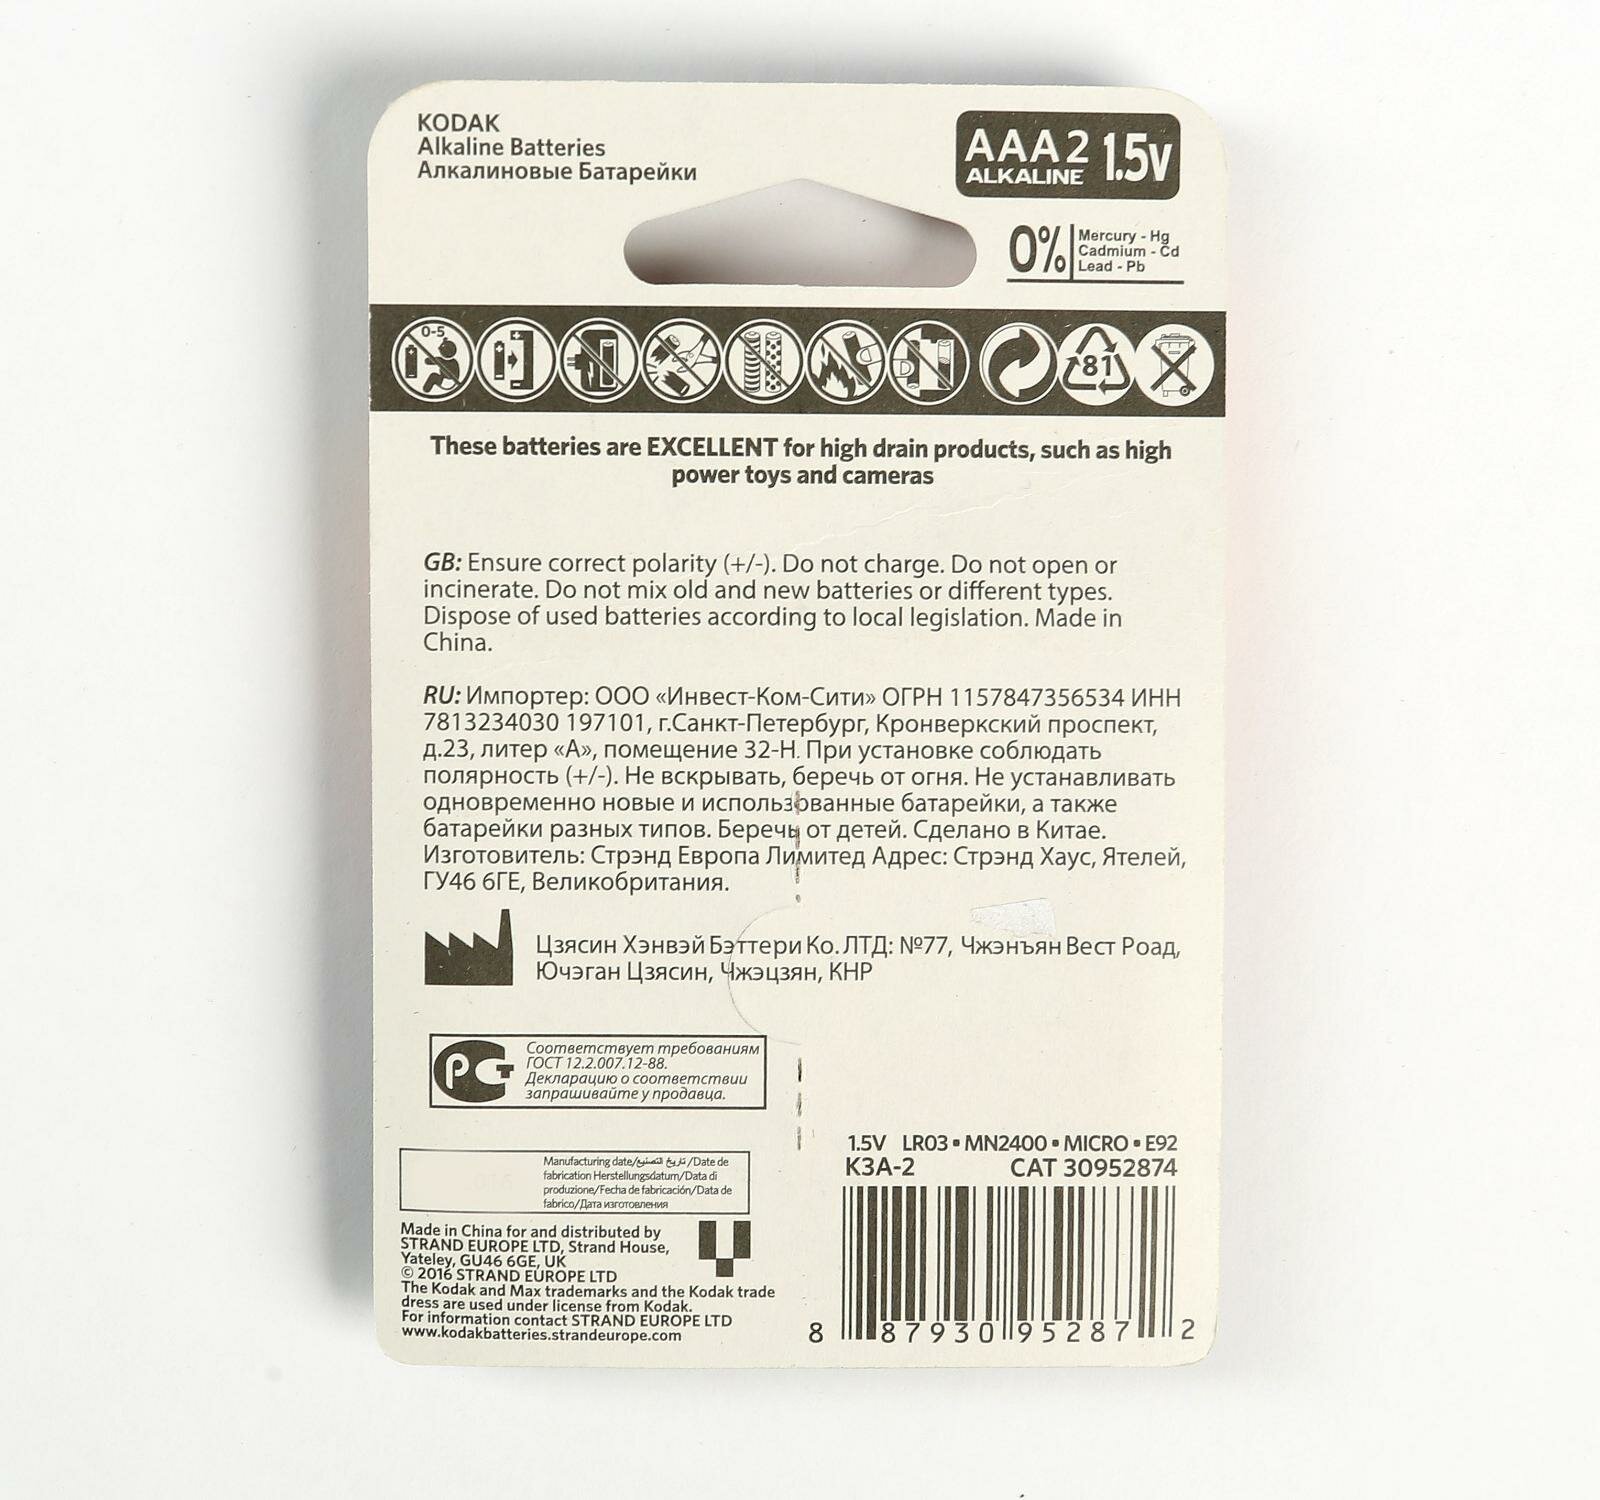 KODAK
Alkaline Batteries
Алкалиновые Батарейки
AAA2 1.5V
ALKALINE
0%
Mercury - Hg
Cadmium - Cd
Lead - Pb
0-5
81
These batteries are EXCELLENT for high drain products, such as high
power toys and cameras
GB: Ensure correct polarity (+/-). Do not charge. Do not open or
incinerate. Do not mix old and new batteries or different types.
Dispose of used batteries according to local legislation. Made in
China.
RU: Импортер: ООО «Инвест-Ком-Сити» ОГРН 1157847356534 ИНН
7813234030 197101, г.Санкт-Петербург, Кронверкский проспект,
д.23, литер «А», помещение 32-Н. При установке соблюдать
полярность (+/-). Не вскрывать, беречь от огня. Не устанавливать
одновременно новые и использованные батарейки, а также
батарейки разных типов. Беречь от детей. Сделано в Китае.
Изготовитель: Стрэнд Европа Лимитед Адрес: Стрэнд Хаус, Ятелей,
ГУ46 6ГЕ, Великобритания.
Цзясин Хэнвэй Бэттери Ко. ЛТД: №77, Чжэнъян Вест Роад,
Ючэган Цзясин, Чжэцзян, КНР
РСТ
Соответствует требованиям
ГОСТ 12.2.007.12-88.
Декларацию о соответствии
запрашивайте у продавца.
1.5V LR03 • MN2400 • MICRO • E92
K3A-2 CAT 30952874
Manufacturing date/تاريخ التصنيع/Date de
fabrication Herstellungsdatum/Data di
produzione/Fecha de fabricación/Data de
fabrico/Дата изготовления
Made in China for and distributed by
STRAND EUROPE LTD, Strand House,
Yateley, GU46 6GE, UK
© 2016 STRAND EUROPE LTD
The Kodak and Max trademarks and the Kodak trade
dress are used under license from Kodak.
For information contact STRAND EUROPE LTD
www.kodakbatteries.strandeurope.com
8 87930 95287 2